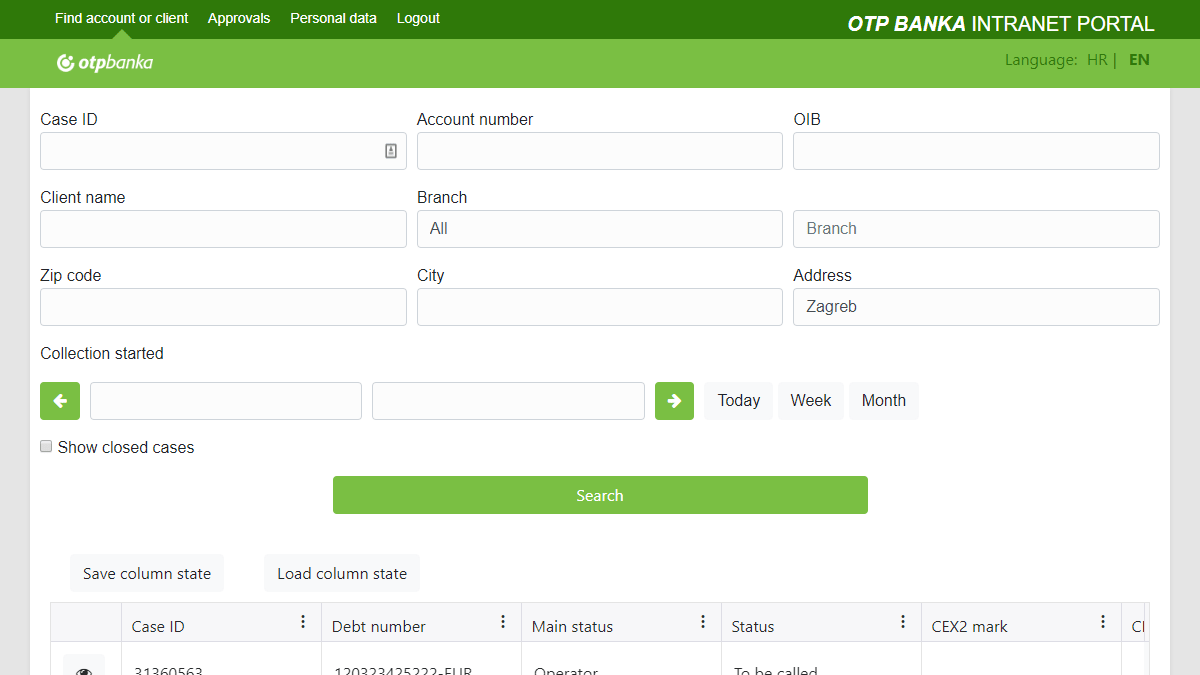 Find account or client Approvals Personal data Logout
OTP BANKA INTRANET PORTAL
otpbanka
Language: HR | EN
Case ID Account number OIB
Client name Branch
All Branch
Zip code City Address
Zagreb
Collection started
Today Week Month
Show closed cases
Search
Save column state Load column state
Case ID Debt number Main status Status CEX2 mark
31360563 120323425222-EUR Operator To be called